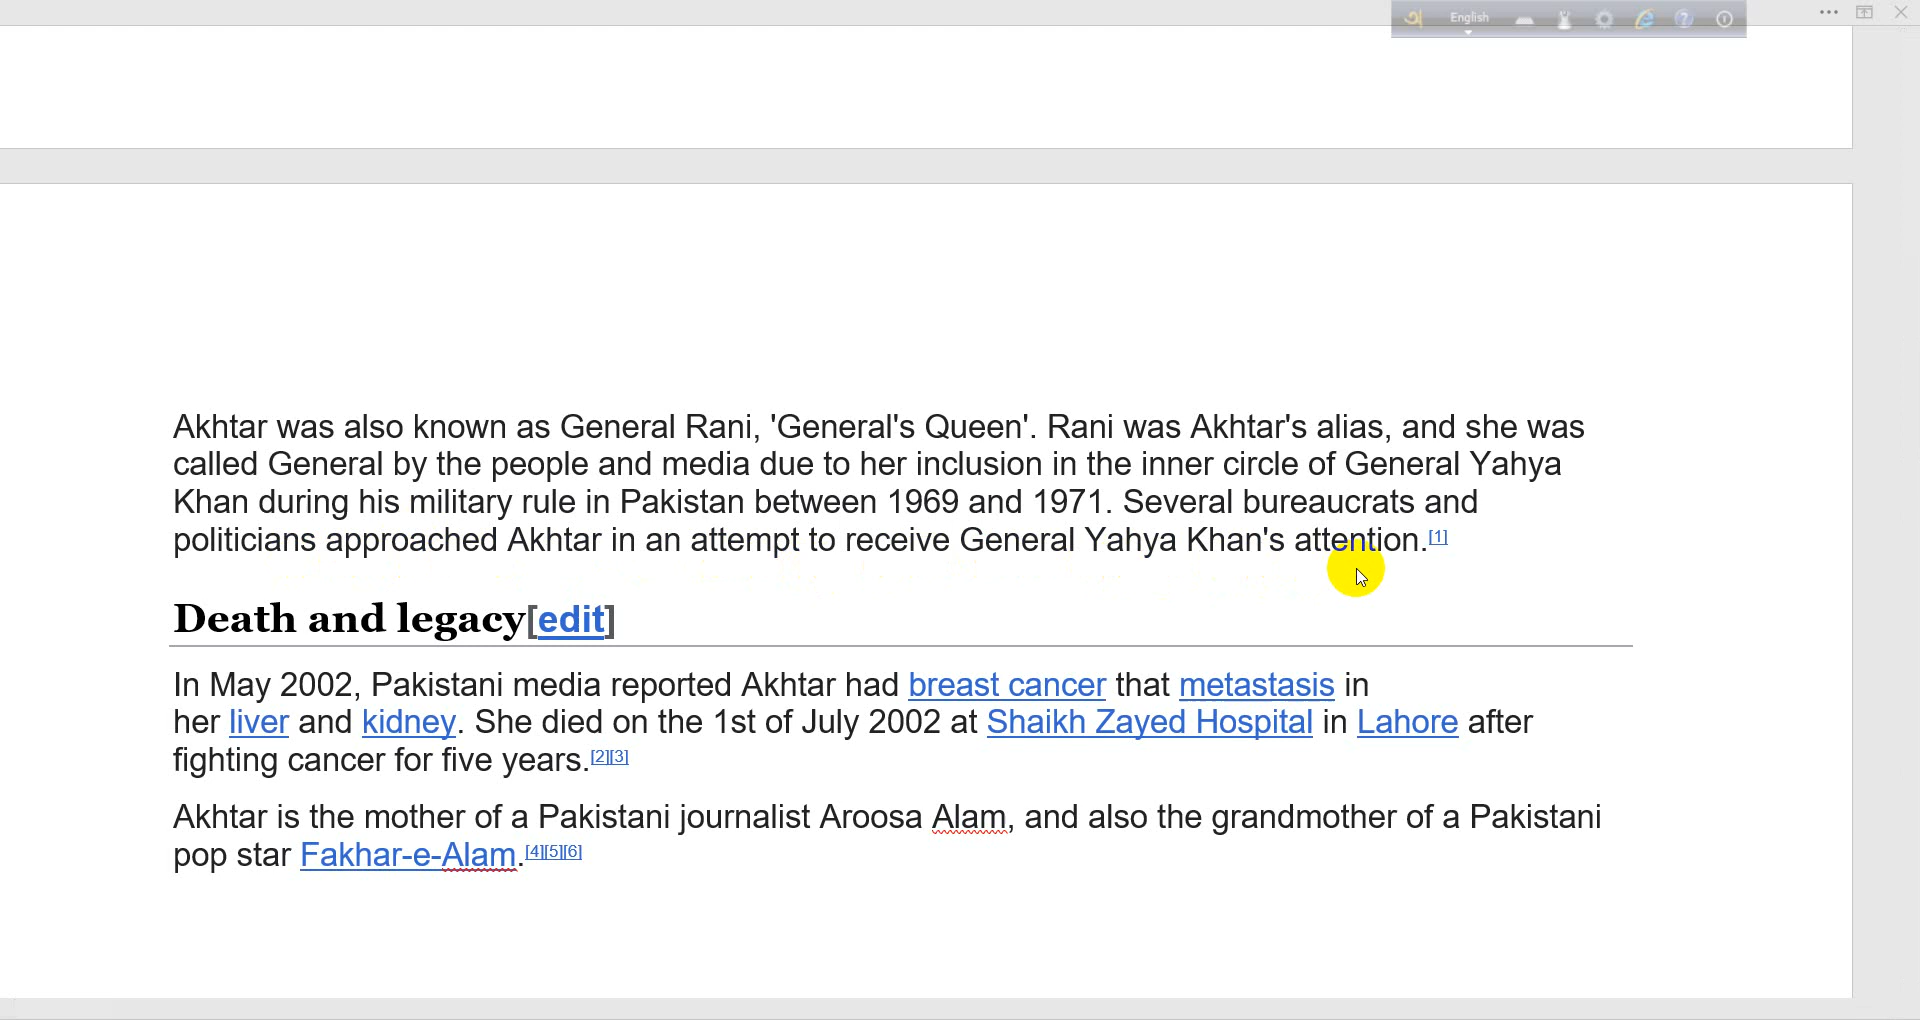 English
Akhtar was also known as General Rani, 'General's Queen'. Rani was Akhtar's alias, and she was
called General by the people and media due to her inclusion in the inner circle of General Yahya
Khan during his military rule in Pakistan between 1969 and 1971. Several bureaucrats and
politicians approached Akhtar in an attempt to receive General Yahya Khan's attention.[1]
Death and legacy[edit]
In May 2002, Pakistani media reported Akhtar had breast cancer that metastasis in
her liver and kidney. She died on the 1st of July 2002 at Shaikh Zayed Hospital in Lahore after
fighting cancer for five years.[2][3]
Akhtar is the mother of a Pakistani journalist Aroosa Alam, and also the grandmother of a Pakistani
pop star Fakhar-e-Alam.[4][5][6]